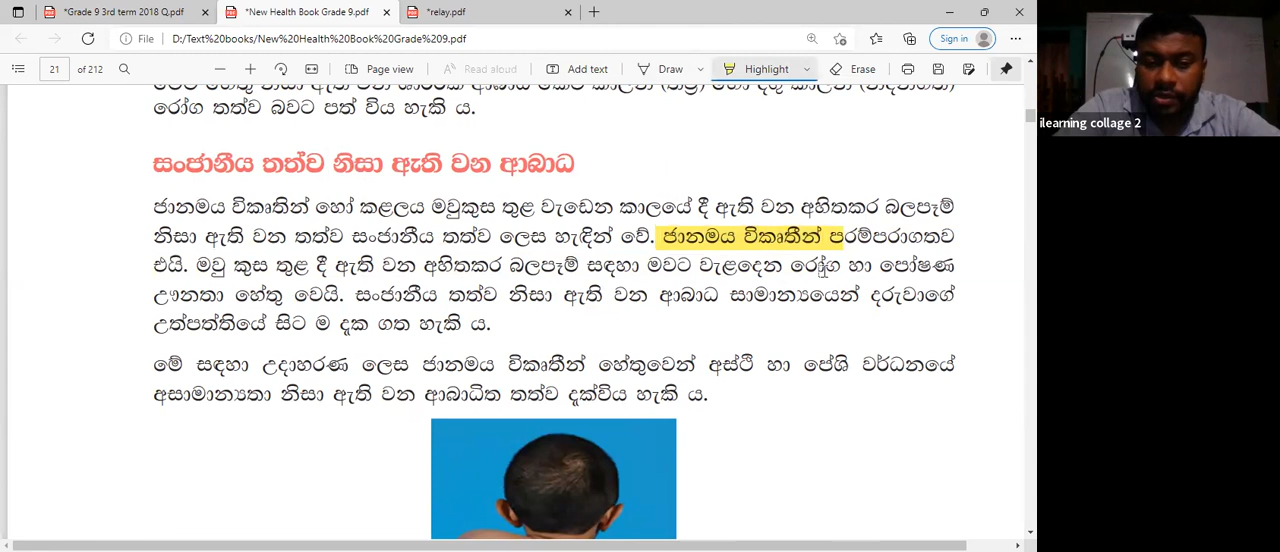 *Grade 9 3rd term 2018 Q.pdf
*New Health Book Grade 9.pdf
*relay.pdf
File
D:/Text%20books/New%20Health%20Book%20Grade%209.pdf
Sign in
21 of 212
Page view
Read aloud
Add text
Draw
Highlight
Erase
රෝග තත්ව බවට පත් විය හැකි ය.
සංජානීය තත්ව නිසා ඇති වන ආබාධ
ජානමය විකෘතින් හෝ කළලය මවුකුස තුළ වැඩෙන කාලයේ දී ඇති වන අහිතකර බලපෑම්
නිසා ඇති වන තත්ව සංජානීය තත්ව ලෙස හැඳින් වේ. ජානමය විකෘතීන් පරම්පරාගතව
එයි. මවු කුස තුළ දී ඇති වන අහිතකර බලපෑම් සඳහා මවට වැළඳෙන රෝග හා පෝෂණ
ඌනතා හේතු වෙයි. සංජානීය තත්ව නිසා ඇති වන ආබාධ සාමාන්‍යයෙන් දරුවාගේ
උත්පත්තියේ සිට ම දැක ගත හැකි ය.
මේ සඳහා උදාහරණ ලෙස ජානමය විකෘතීන් හේතුවෙන් අස්ථි හා පේශි වර්ධනයේ
අසාමාන්‍යතා නිසා ඇති වන ආබාධිත තත්ව දැක්විය හැකි ය.
ilearning collage 2